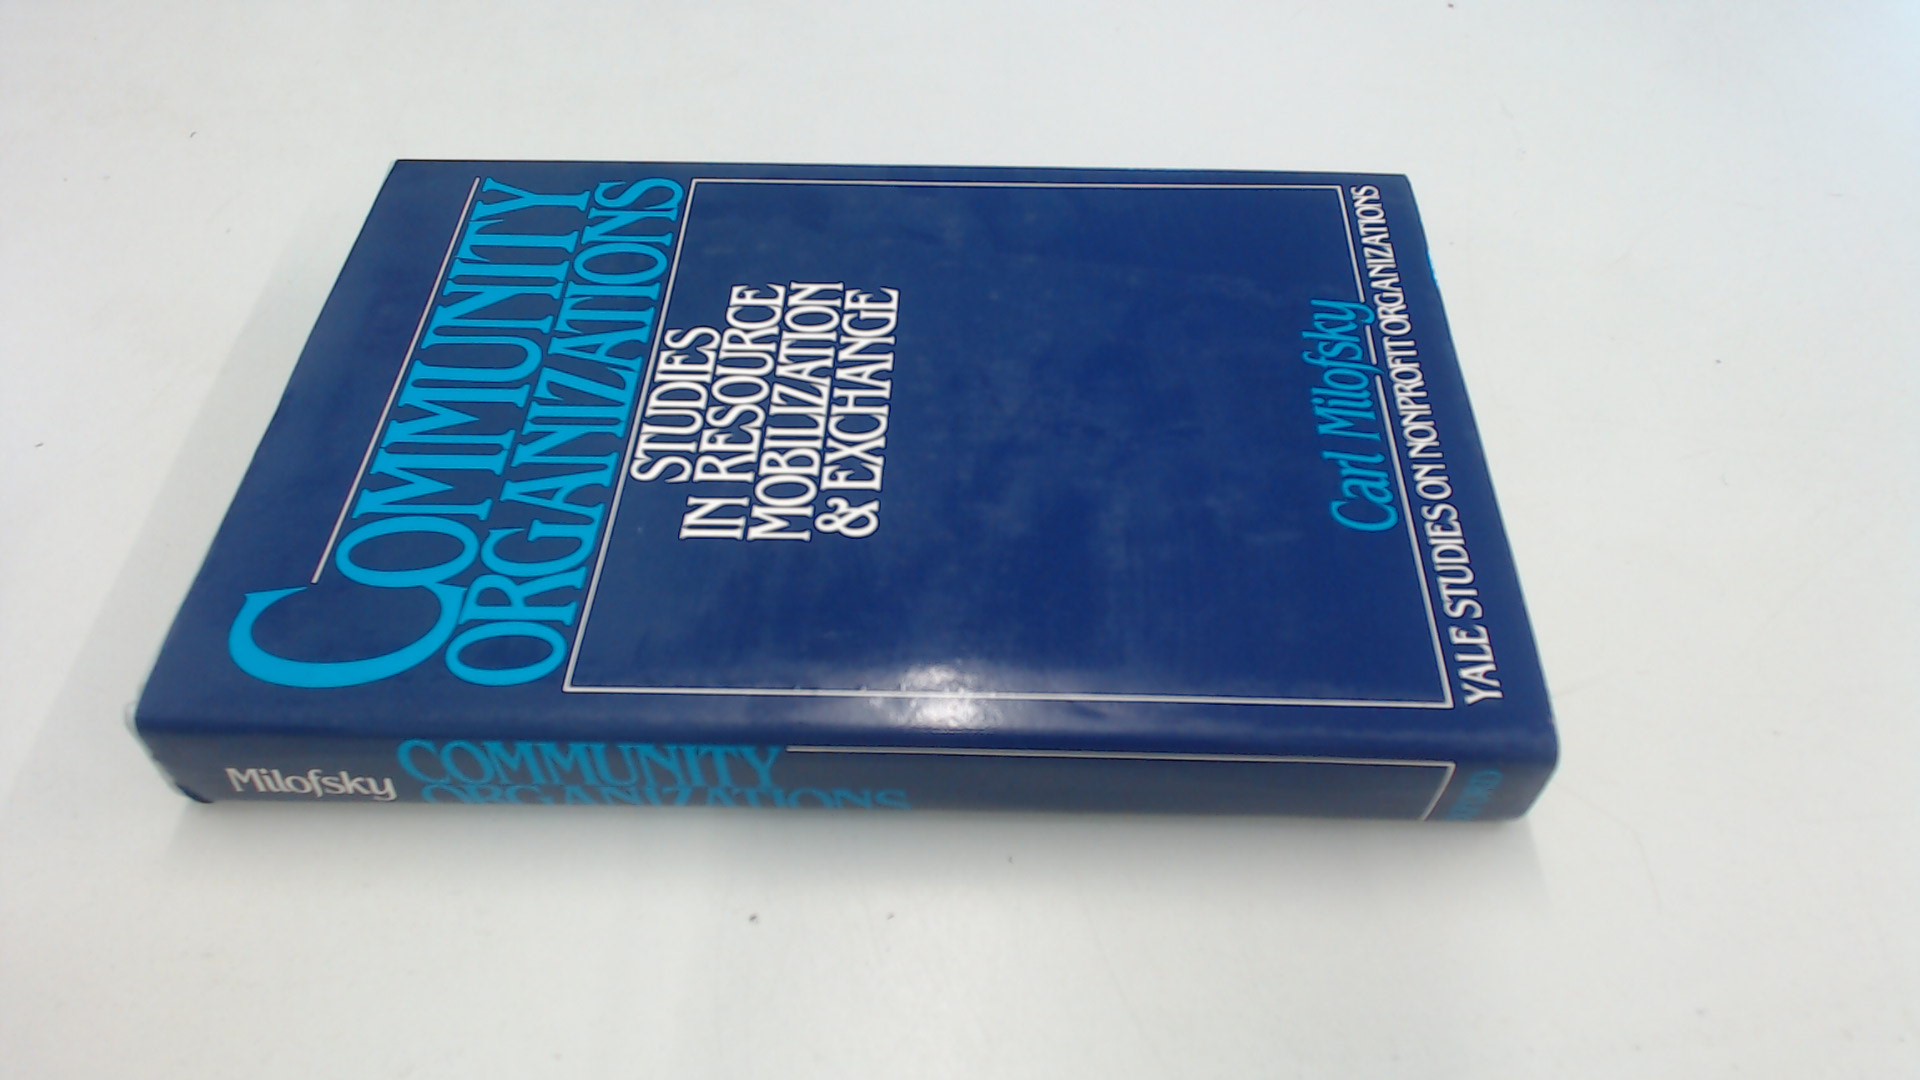 COMMUNITY
ORGANIZATIONS
STUDIES
IN RESOURCE
MOBILIZATION
& EXCHANGE
Carl Milofsky
YALE STUDIES ON NONPROFIT ORGANIZATIONS
Milofsky
COMMUNITY
ORGANIZATIONS